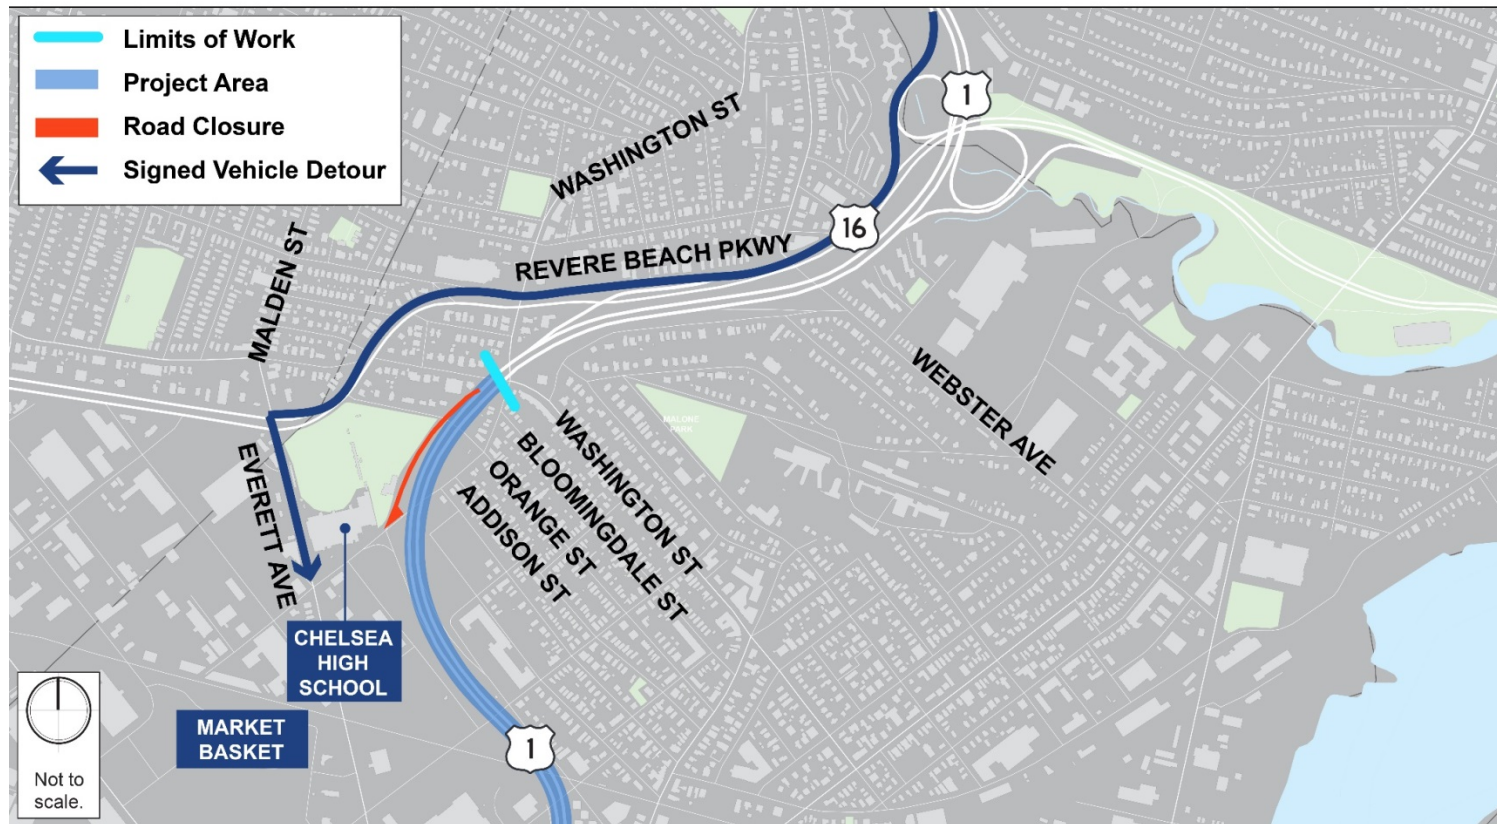 Limits of Work
Project Area
Road Closure
Signed Vehicle Detour
1
WASHINGTON ST
16
REVERE BEACH PKWY
MALDEN ST
WEBSTER AVE
MALONE
PARK
WASHINGTON ST
BLOOMINGDALE ST
ORANGE ST
ADDISON ST
EVERETT AVE
CHELSEA
HIGH
SCHOOL
MARKET
BASKET
1
Not to
scale.